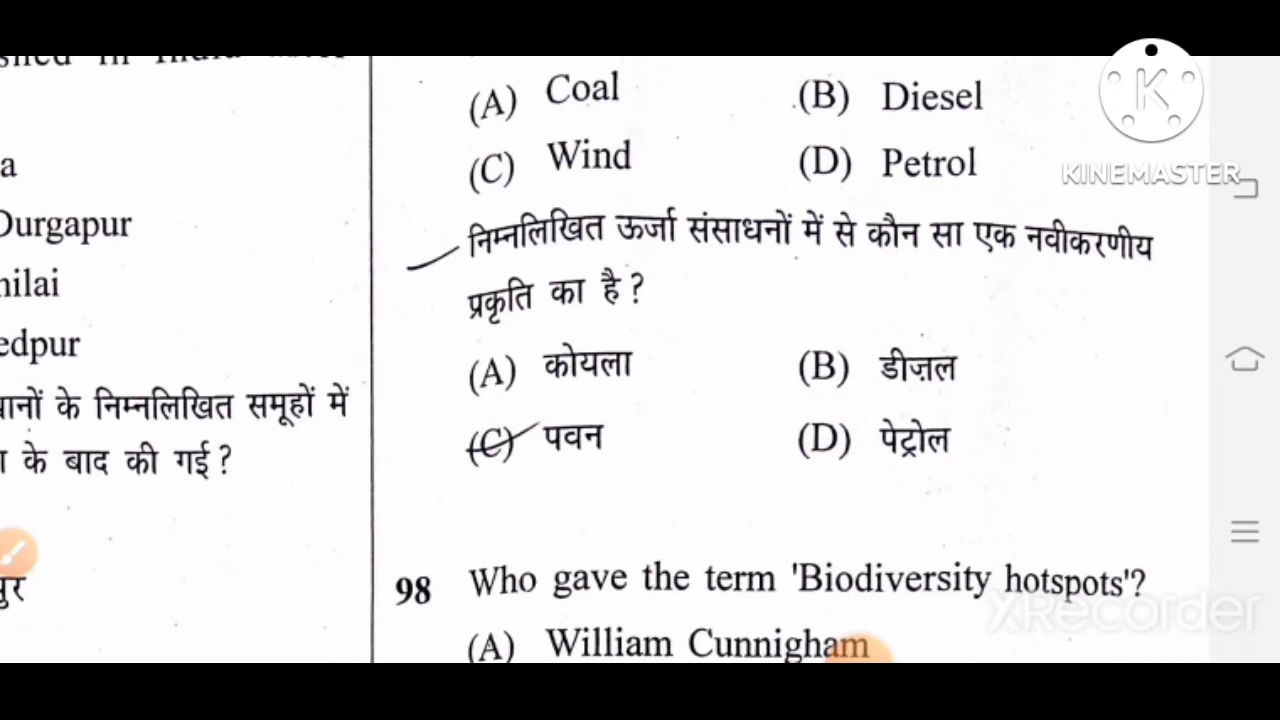 a
Durgapur
hilai
edpur
निम्नलिखित समूहों में
के बाद की गई ?
पुर
(A) Coal (B) Diesel
(C) Wind (D) Petrol
निम्नलिखित ऊर्जा संसाधनों में से कौन सा एक नवीकरणीय
प्रकृति का है ?
(A) कोयला (B) डीज़ल
(C) पवन (D) पेट्रोल
98 Who gave the term 'Biodiversity hotspots'?
(A) William Cunnigham
K
KINEMASTER
XRecorder